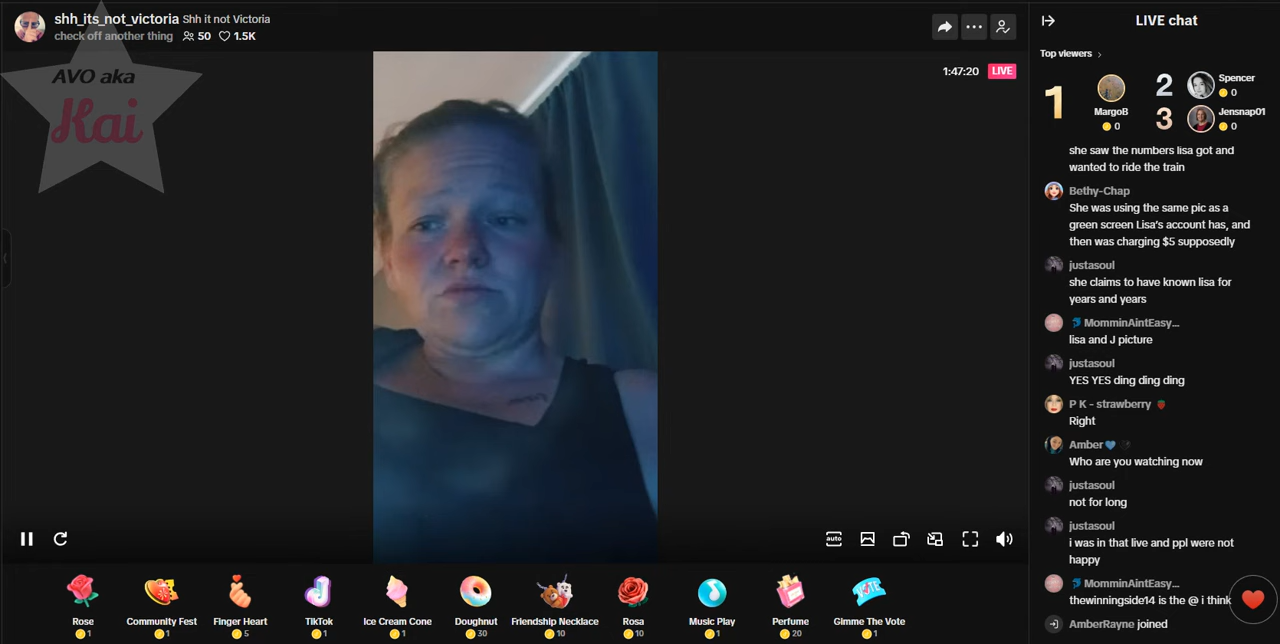 shh_its_not_victoria Shh it not Victoria
check off another thing 50 1.5K
AVO aka
Kai
1:47:20 LIVE
auto
Rose
1
Community Fest
1
Finger Heart
5
TikTok
1
Ice Cream Cone
1
Doughnut
30
Friendship Necklace
10
Rosa
10
Music Play
1
VOTE
Perfume
20
Gimme The Vote
1
LIVE chat
Top viewers
1
MargoB
0
2
Spencer
0
3
Jensnap01
0
she saw the numbers lisa got and
wanted to ride the train
Bethy-Chap
She was using the same pic as a
green screen Lisa's account has, and
then was charging $5 supposedly
justasoul
she claims to have known lisa for
years and years
MomminAintEasy...
lisa and J picture
justasoul
YES YES ding ding ding
P K - strawberry
Right
Amber
Who are you watching now
justasoul
not for long
justasoul
i was in that live and ppl were not
happy
MomminAintEasy...
thewinningside14 is the @ i think
AmberRayne joined